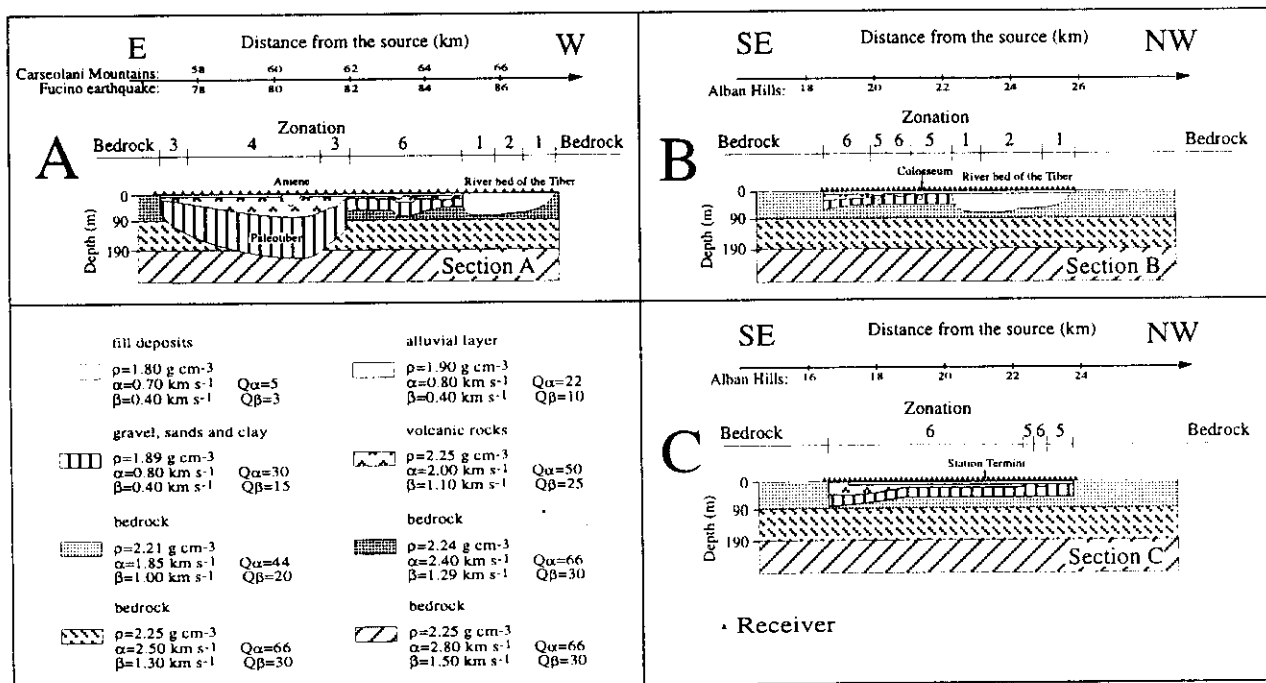 E Distance from the source (km) W
Carseolani Mountains: 58 60 62 64 66
Fucino earthquake: 78 80 82 84 86
Zonation
Bedrock 3 4 3 6 1 2 1 Bedrock
A
Aniene River bed of the Tiber
0
90
190
Depth (m)
Paleotiber
Section A
SE Distance from the source (km) NW
Alban Hills: 18 20 22 24 26
Zonation
Bedrock 6 5 6 5 1 2 1 Bedrock
B
Colosseum River bed of the Tiber
0
90
190
Depth (m)
Section B
fill deposits
ρ=1.80 g cm-3
α=0.70 km s-1 Qα=5
β=0.40 km s-1 Qβ=3
alluvial layer
ρ=1.90 g cm-3
α=0.80 km s-1 Qα=22
β=0.40 km s-1 Qβ=10
gravel, sands and clay
ρ=1.89 g cm-3
α=0.80 km s-1 Qα=30
β=0.40 km s-1 Qβ=15
volcanic rocks
ρ=2.25 g cm-3
α=2.00 km s-1 Qα=50
β=1.10 km s-1 Qβ=25
bedrock
ρ=2.21 g cm-3
α=1.85 km s-1 Qα=44
β=1.00 km s-1 Qβ=20
bedrock
ρ=2.24 g cm-3
α=2.40 km s-1 Qα=66
β=1.29 km s-1 Qβ=30
bedrock
ρ=2.25 g cm-3
α=2.50 km s-1 Qα=66
β=1.30 km s-1 Qβ=30
bedrock
ρ=2.25 g cm-3
α=2.80 km s-1 Qα=66
β=1.50 km s-1 Qβ=30
SE Distance from the source (km) NW
Alban Hills: 16 18 20 22 24
Zonation
Bedrock 6 5 6 5 Bedrock
C
Station Termini
0
90
190
Depth (m)
Section C
Receiver